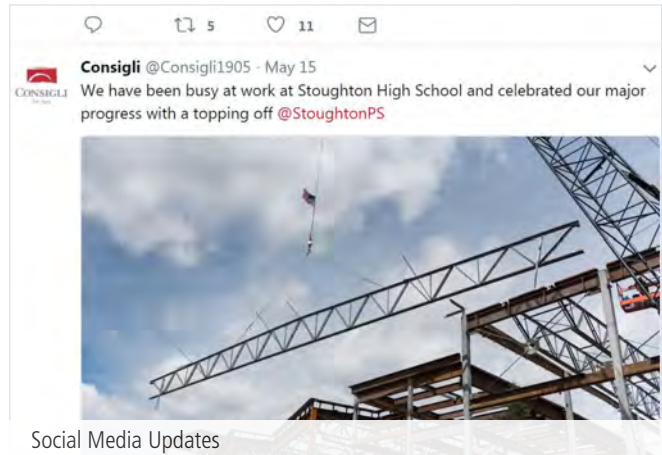 5 11
Consigli @Consigli1905 · May 15
CONSIGLI
We have been busy at work at Stoughton High School and celebrated our major
progress with a topping off @StoughtonPS
Social Media Updates